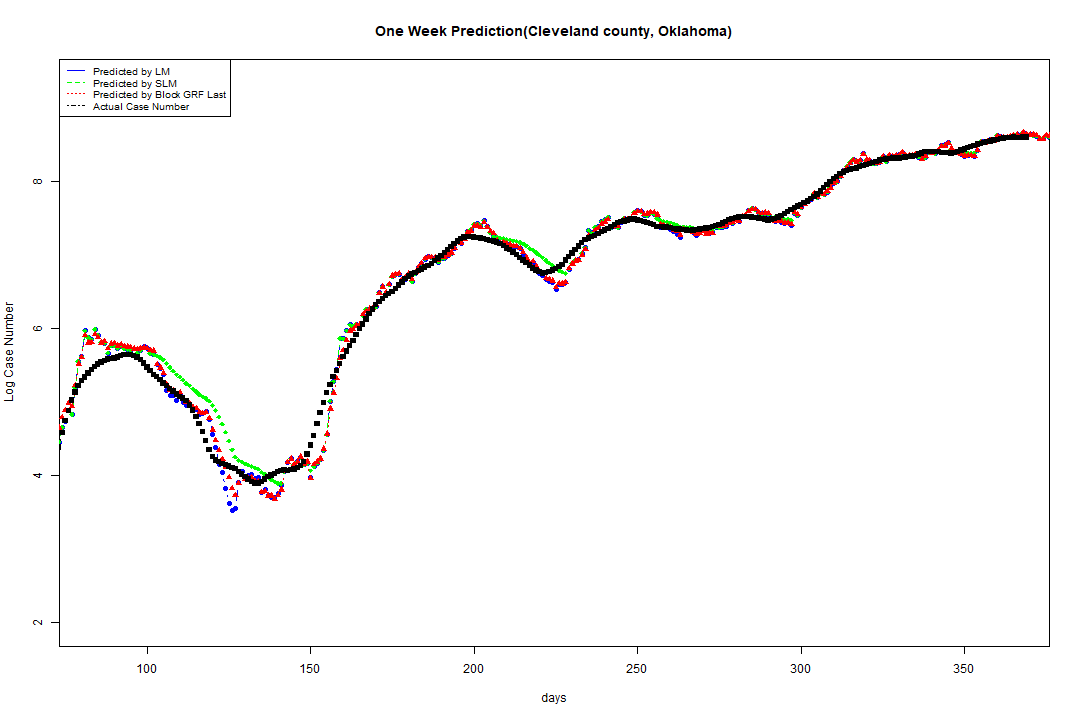 One Week Prediction(Cleveland county, Oklahoma)
Predicted by LM
Predicted by SLM
Predicted by Block GRF Last
Actual Case Number
Log Case Number
8
6
4
2
100 150 200 250 300 350
days